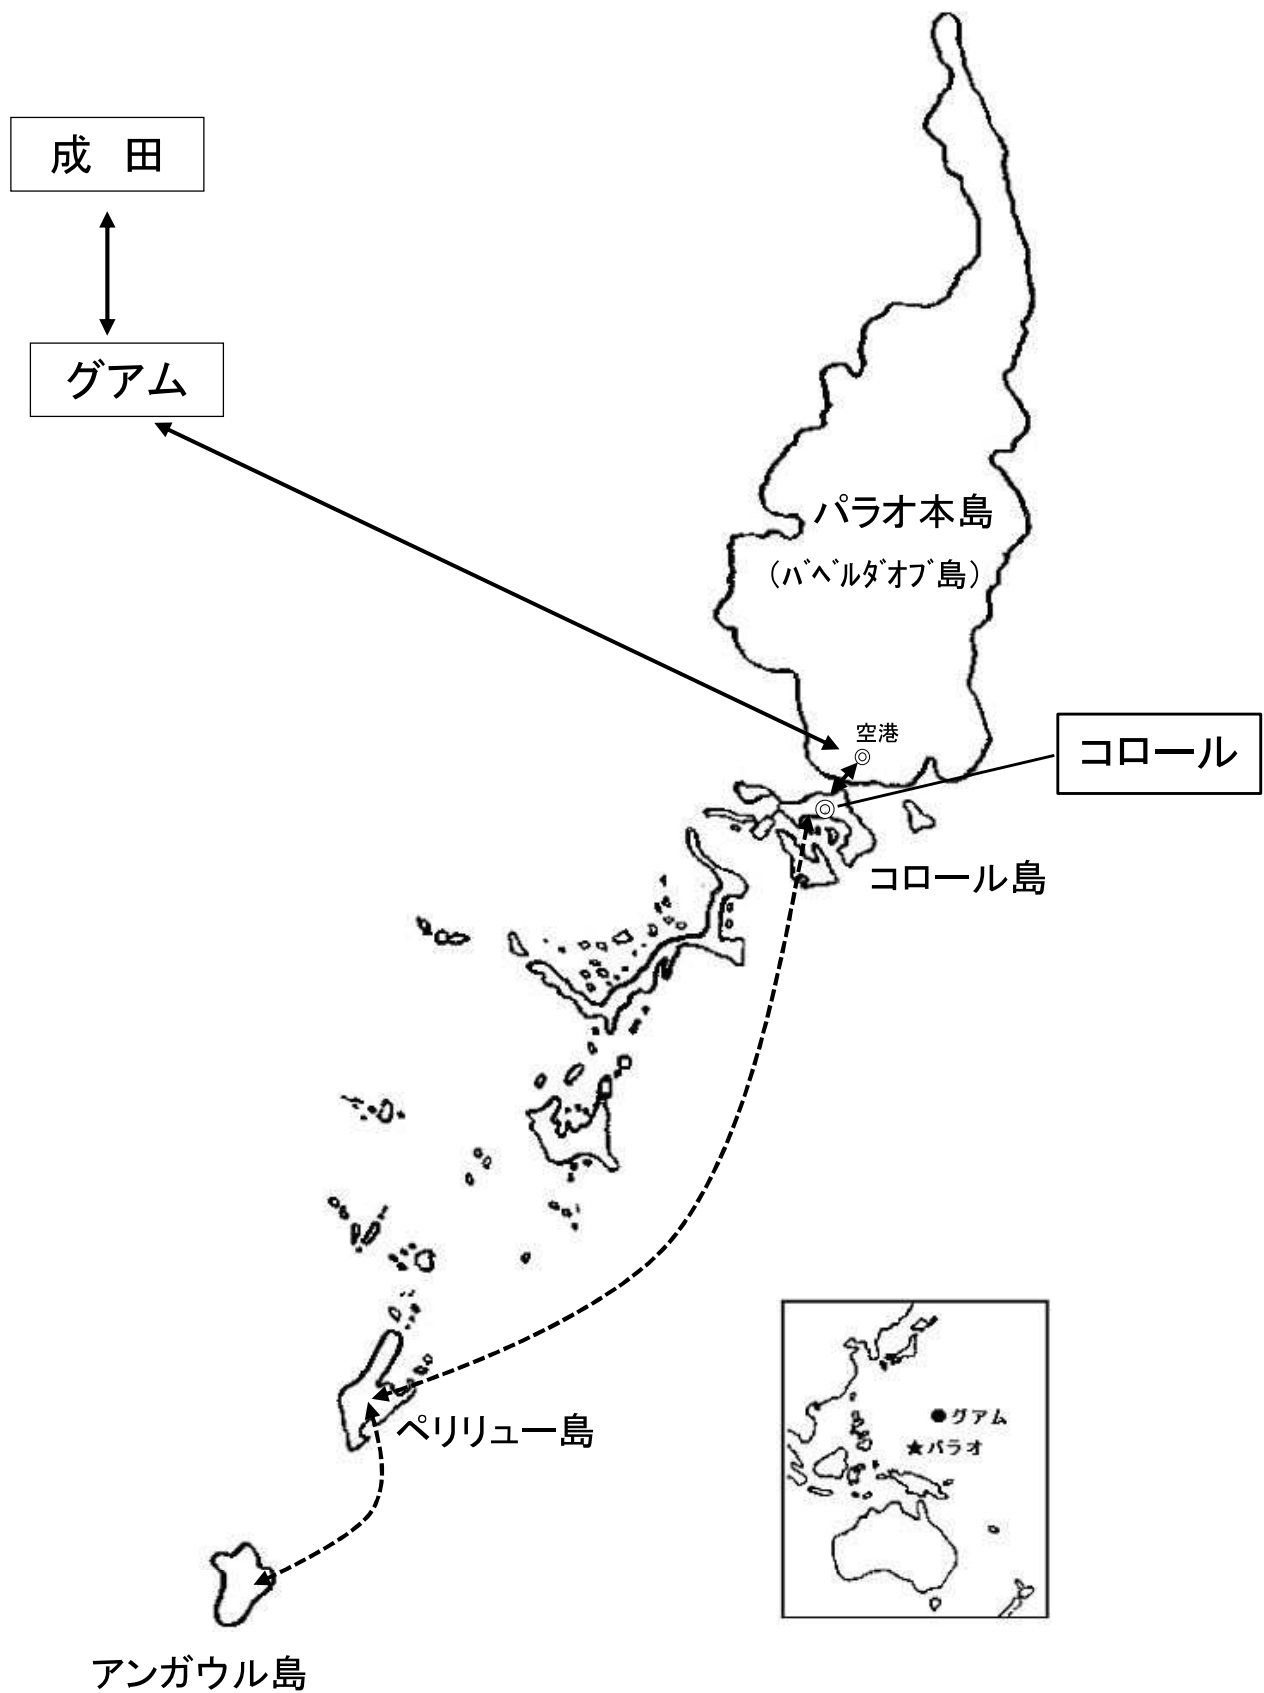 成　田
グアム
パラオ本島
（ﾊﾞﾍﾞﾙﾀﾞｵﾌﾞ島）
空港
コロール
コロール島
グアム
パラオ
ペリリュー島
アンガウル島